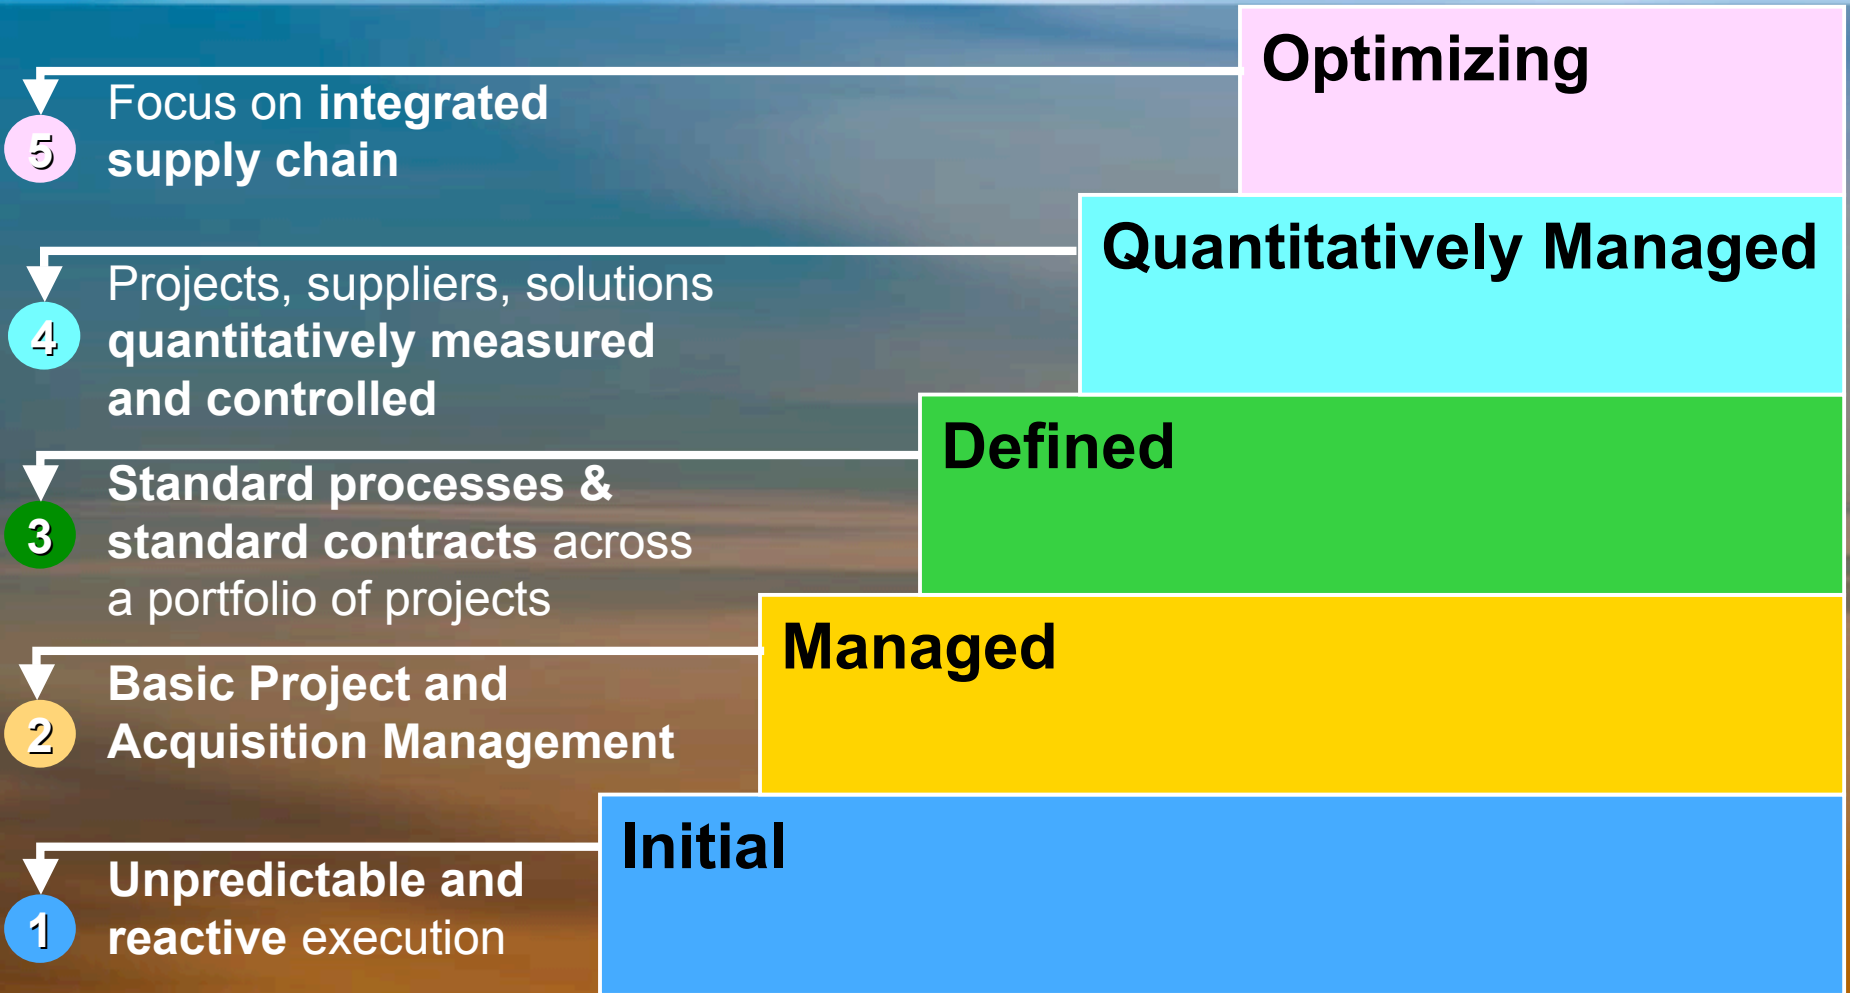 Optimizing
5
Focus on integrated
supply chain
Quantitatively Managed
4
Projects, suppliers, solutions
quantitatively measured
and controlled
Defined
3
Standard processes &
standard contracts across
a portfolio of projects
Managed
2
Basic Project and
Acquisition Management
Initial
1
Unpredictable and
reactive execution